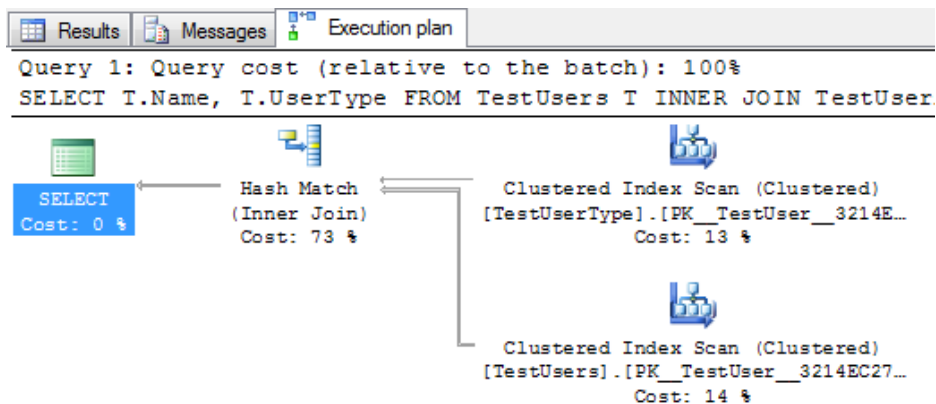 Results Messages Execution plan
Query 1: Query cost (relative to the batch): 100%
SELECT T.Name, T.UserType FROM TestUsers T INNER JOIN TestUser
SELECT
Cost: 0 %
Hash Match
(Inner Join)
Cost: 73 %
Clustered Index Scan (Clustered)
[TestUserType].[PK__TestUser__3214E…
Cost: 13 %
Clustered Index Scan (Clustered)
[TestUsers].[PK__TestUser__3214EC27…
Cost: 14 %